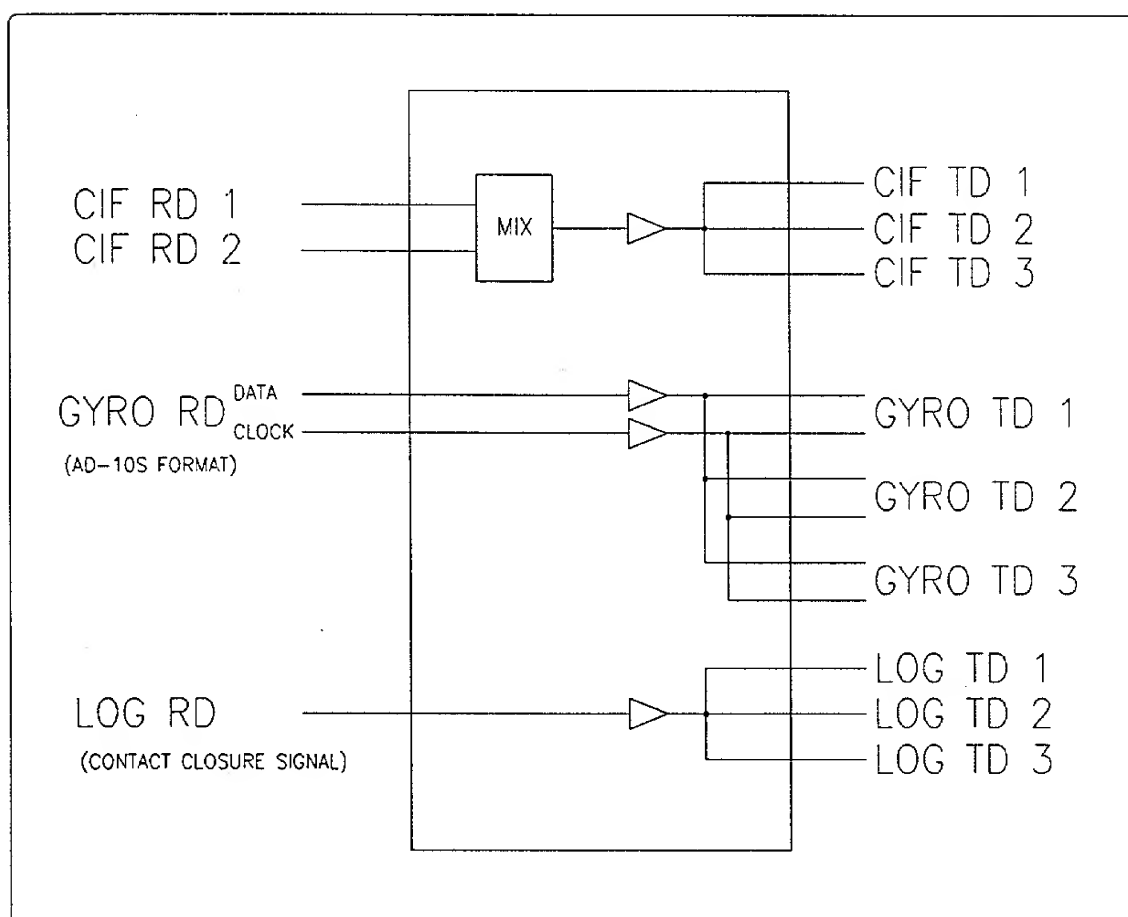 CIF RD 1
CIF RD 2
MIX
CIF TD 1
CIF TD 2
CIF TD 3
GYRO RD
DATA
CLOCK
(AD-10S FORMAT)
GYRO TD 1
GYRO TD 2
GYRO TD 3
LOG RD
(CONTACT CLOSURE SIGNAL)
LOG TD 1
LOG TD 2
LOG TD 3